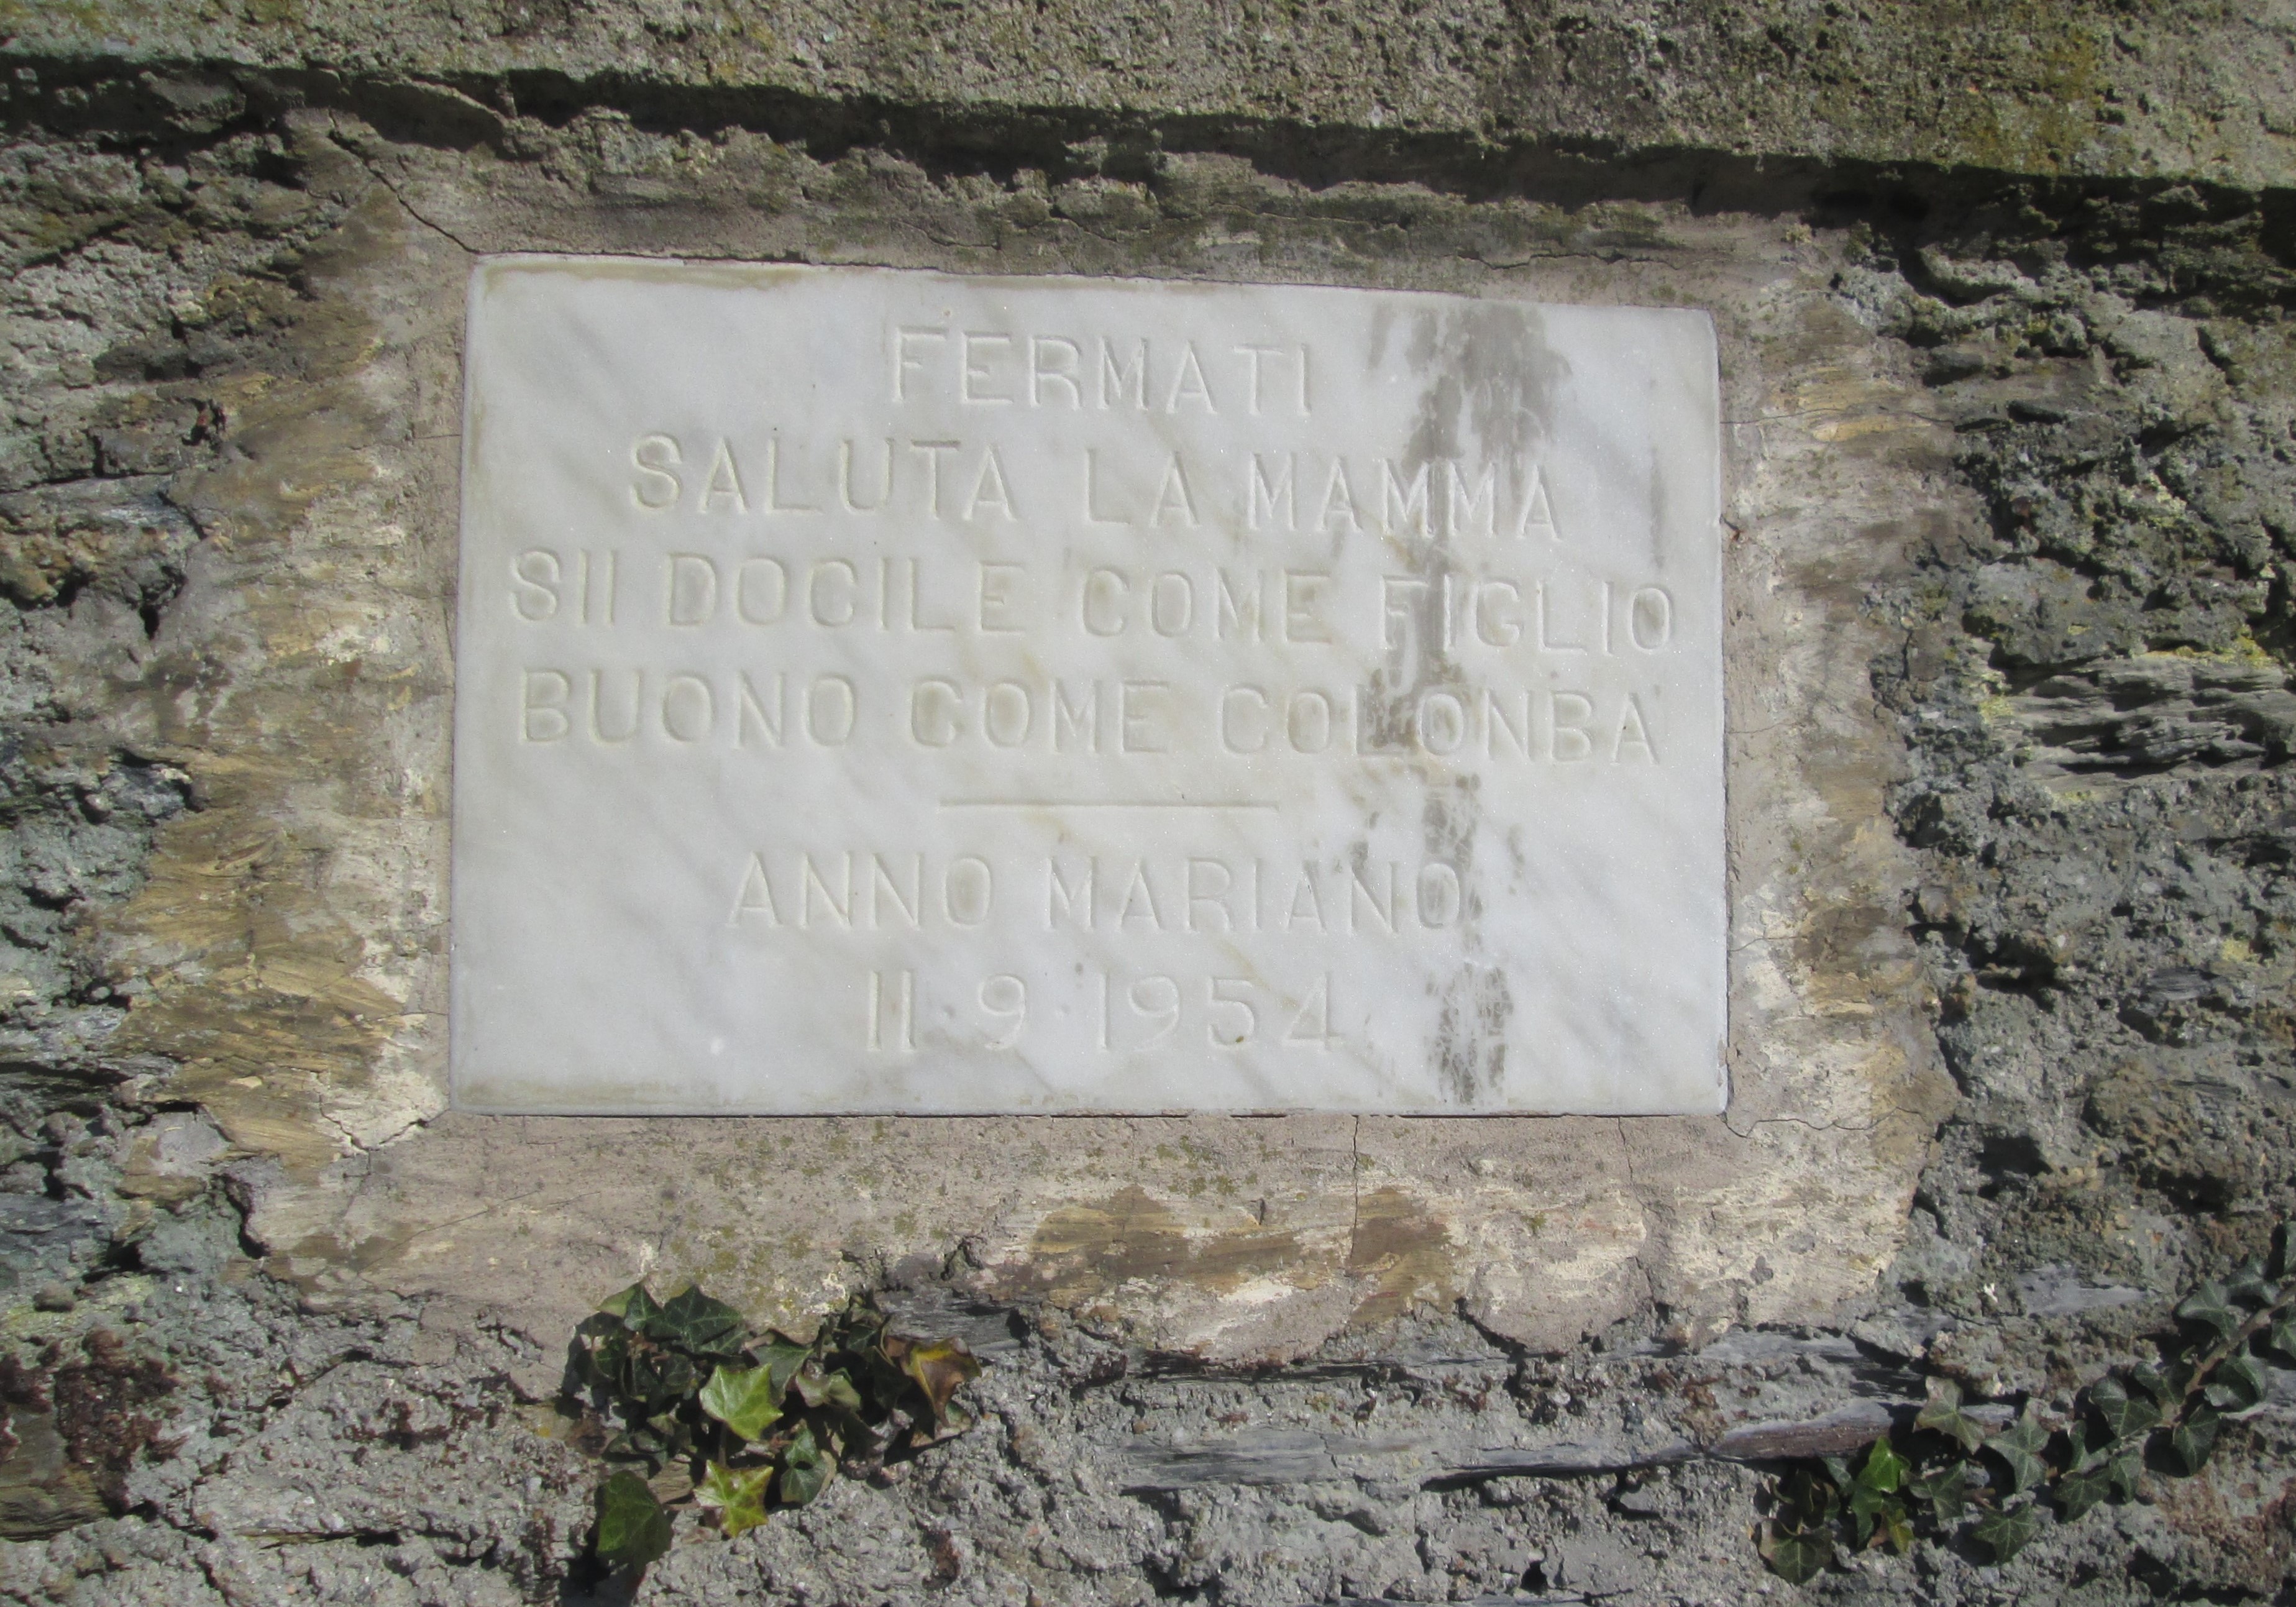 FERMATI
SALUTA LA MAMMA
SII DOCILE COME FIGLIO
BUONO COME COLONBA
ANNO MARIANO
11·9·1954